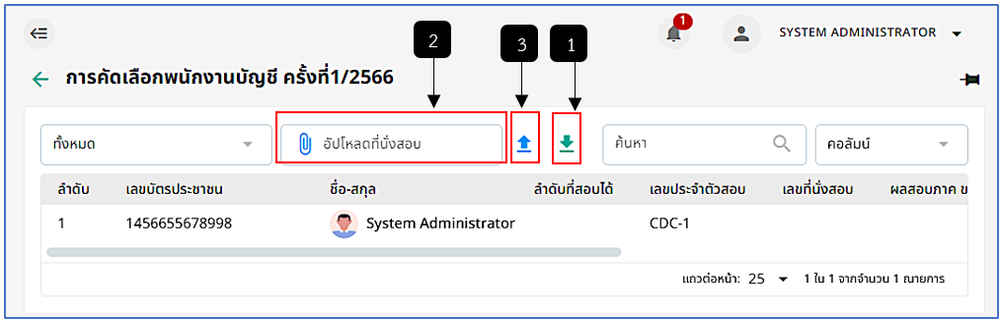 1
SYSTEM ADMINISTRATOR
2
3
1
การคัดเลือกพนักงานบัญชี ครั้งที่1/2566
ทั้งหมด
อัปโหลดที่นั่งสอบ
ค้นหา
คอลัมน์
ลำดับ เลขบัตรประชาชน ชื่อ-สกุล ลำดับที่สอบได้ เลขประจำตัวสอบ เลขที่นั่งสอบ ผลสอบภาค ข
1 1456655678998 System Administrator CDC-1
แถวต่อหน้า: 25 1 ใน 1 จากจำนวน 1 ณายการ